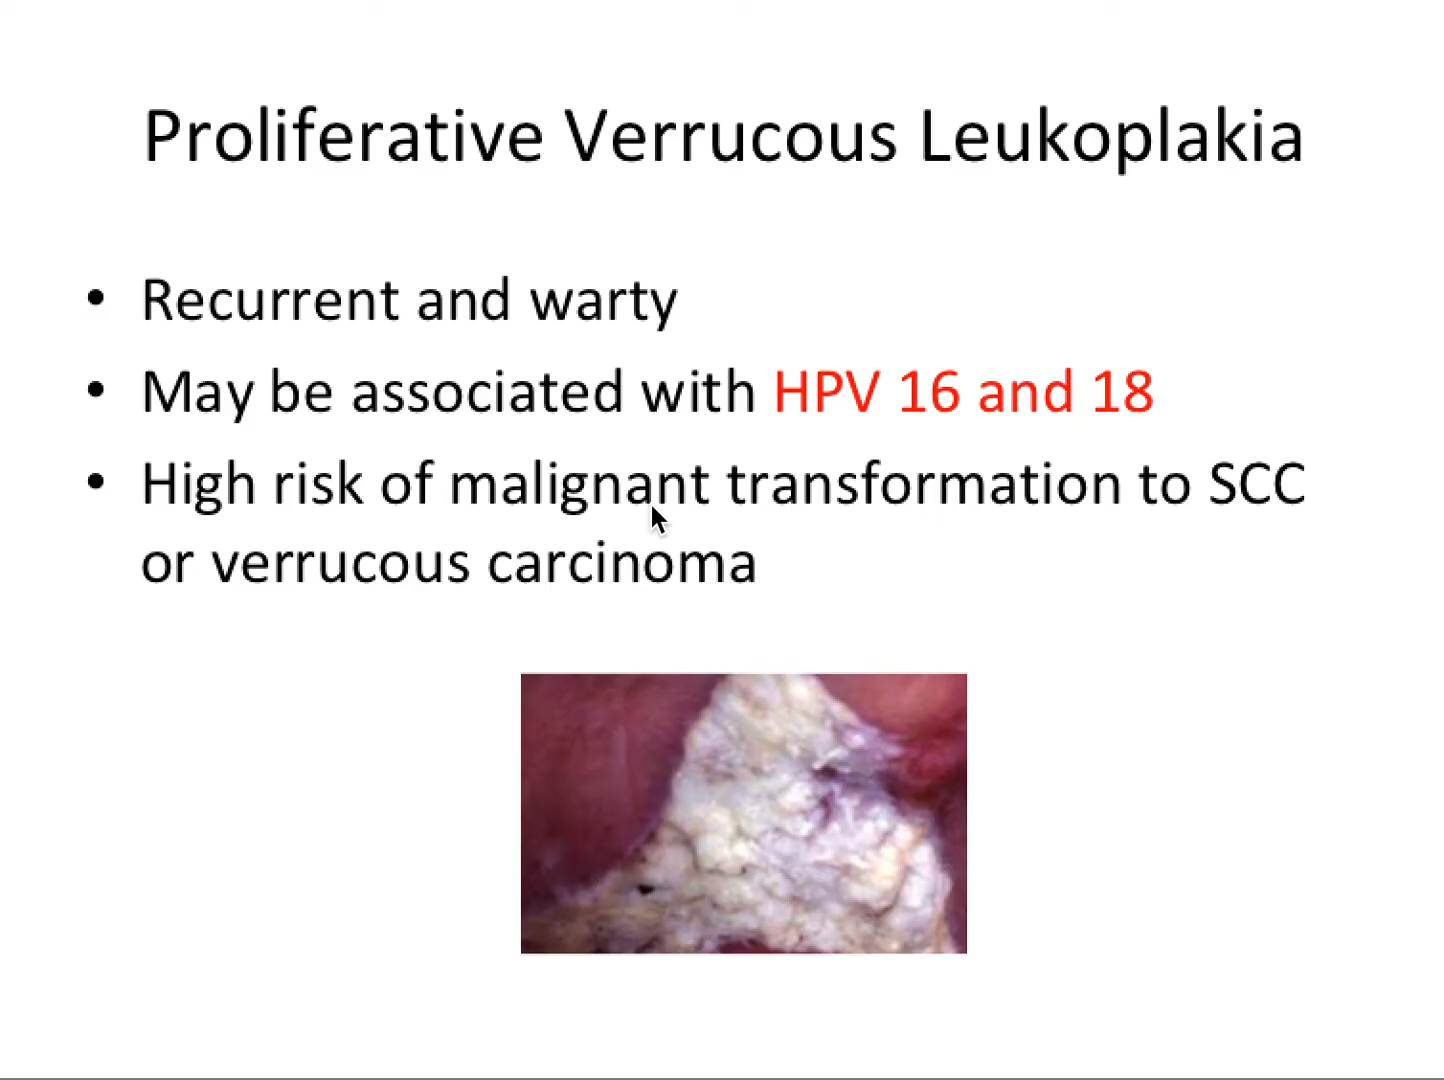 Proliferative Verrucous Leukoplakia
• Recurrent and warty
• May be associated with HPV 16 and 18
• High risk of malignant transformation to SCC
or verrucous carcinoma